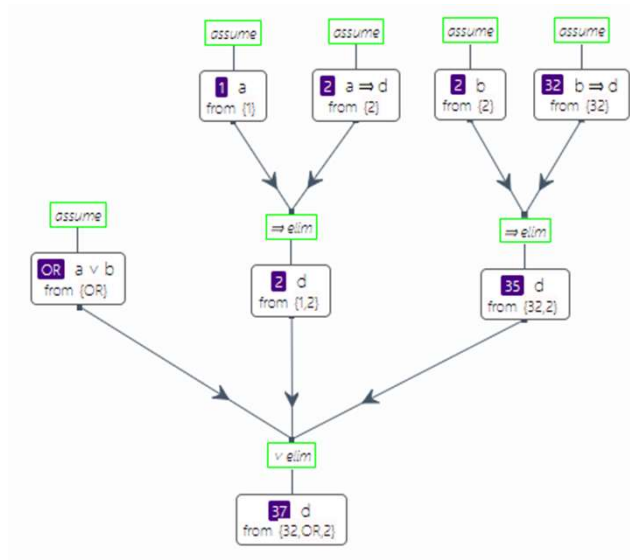 assume
assume
assume
assume
1 a
from {1}
2 a ⇒ d
from {2}
2 b
from {2}
32 b ⇒ d
from {32}
assume
⇒ elim
⇒ elim
OR a ∨ b
from {OR}
2 d
from {1,2}
35 d
from {32,2}
∨ elim
37 d
from {32,OR,2}